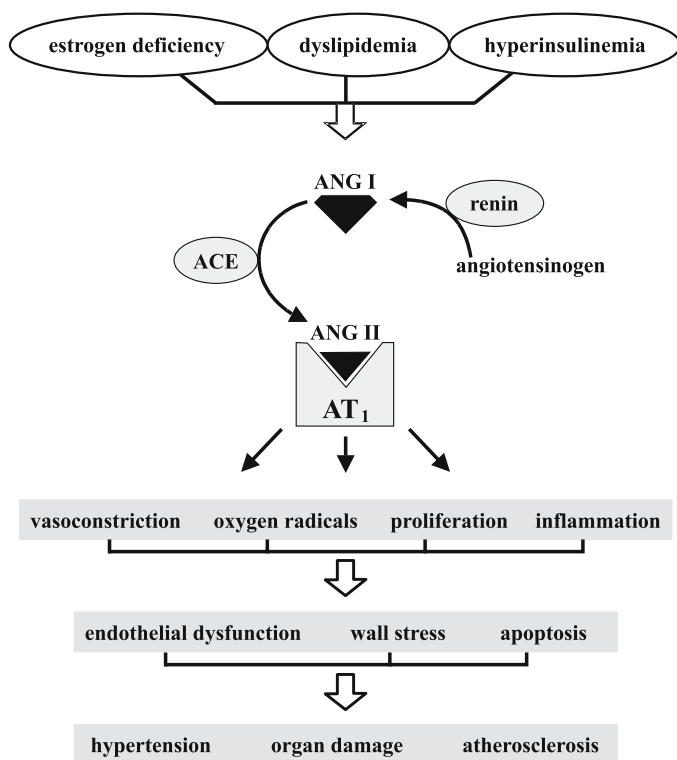 estrogen deficiency dyslipidemia hyperinsulinemia
ANG I
renin
ACE
angiotensinogen
ANG II
AT1
vasoconstriction oxygen radicals proliferation inflammation
endothelial dysfunction wall stress apoptosis
hypertension organ damage atherosclerosis